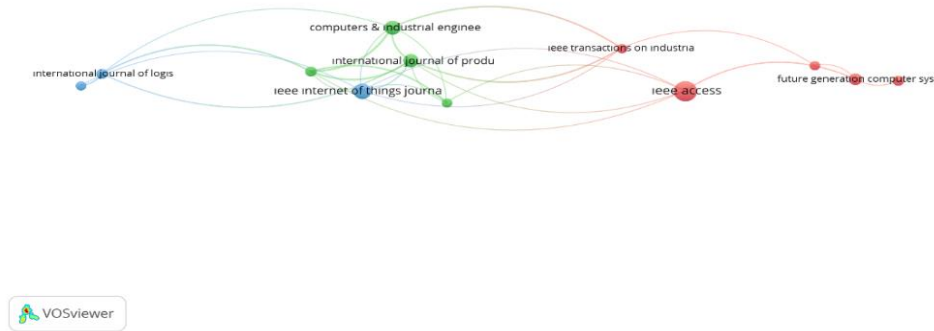 computers & industrial enginee
ieee transactions on industria
international journal of produ
international journal of logis
future generation computer sys
ieee internet of things journa
ieee access
VOSviewer